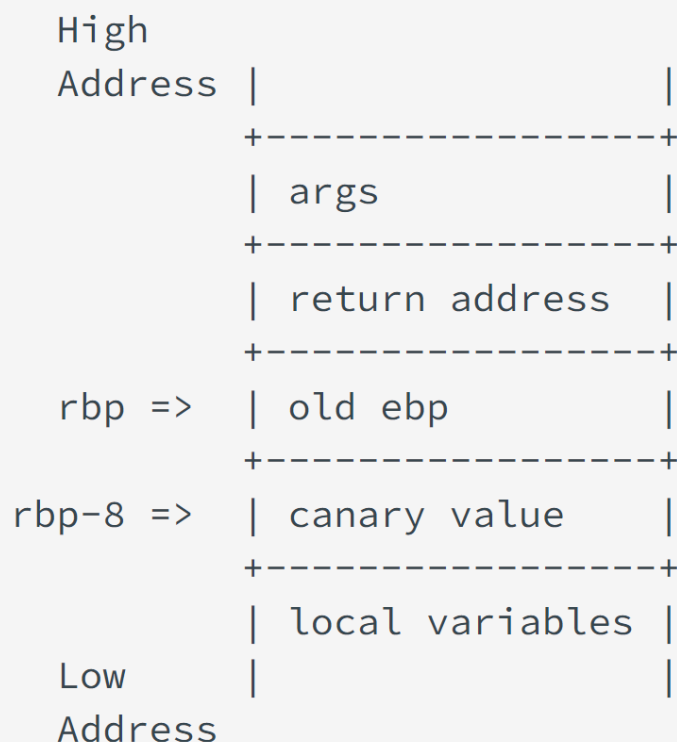 High
Address |                  |
+-----------------+
| args            |
+-----------------+
| return address  |
+-----------------+
rbp => | old ebp         |
+-----------------+
rbp-8 => | canary value    |
+-----------------+
| local variables |
Low     |                 |
Address